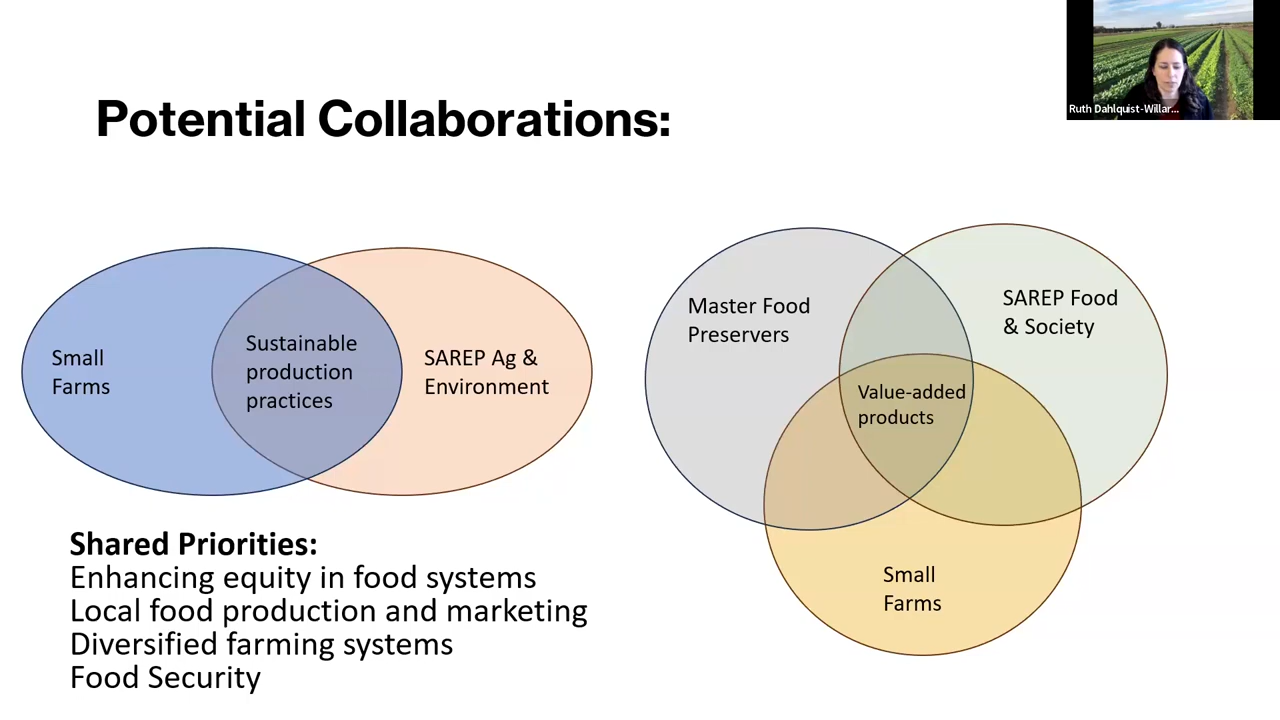 Potential Collaborations:
Ruth Dahlquist-Willar...
Small
Farms
Sustainable
production
practices
SAREP Ag &
Environment
Master Food
Preservers
SAREP Food
& Society
Value-added
products
Small
Farms
Shared Priorities:
Enhancing equity in food systems
Local food production and marketing
Diversified farming systems
Food Security